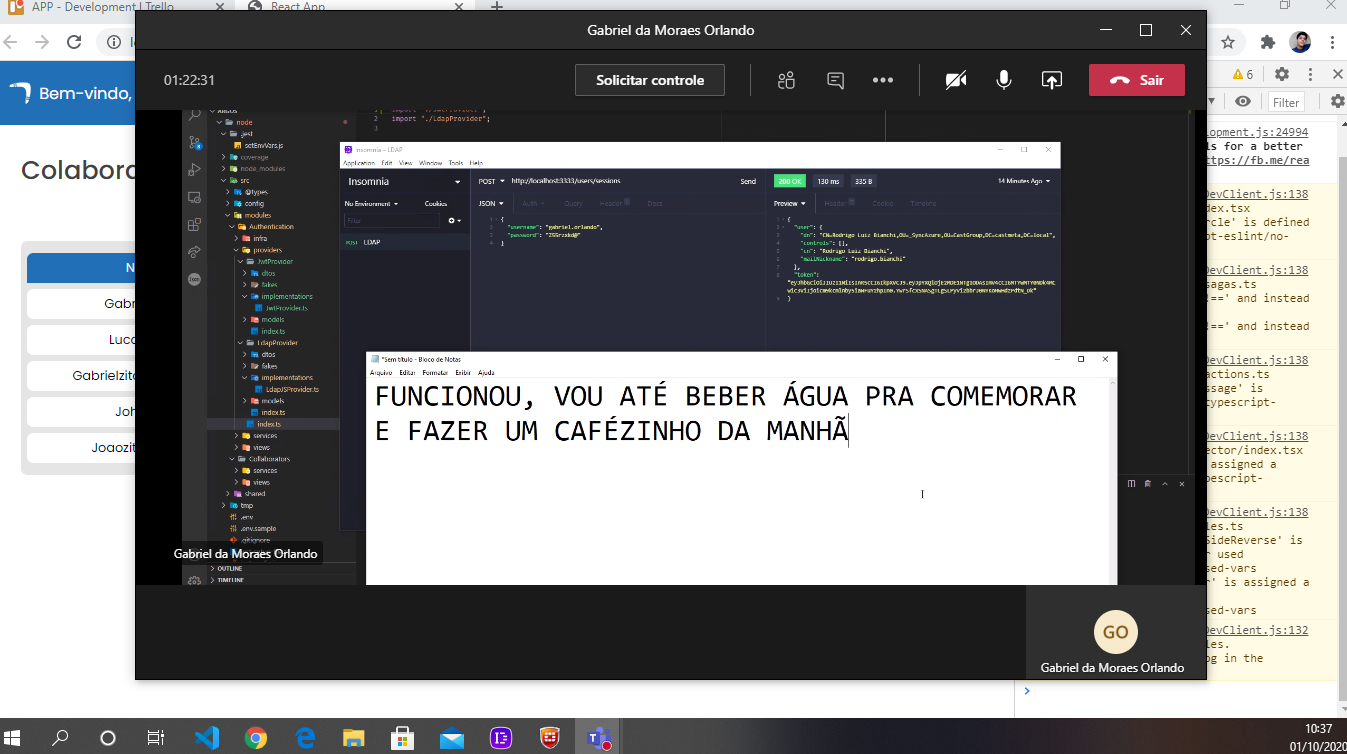 APP - Development | Trello
React App
Bem-vindo,
Colabora
N
Gabr
Luca
Gabrielzito
Joh
Joaozit
Gabriel da Moraes Orlando
01:22:31
Solicitar controle
Sair
node
.jest
setEnvVars.js
coverage
node_modules
src
@types
config
modules
Authentication
infra
providers
JwtProvider
dtos
fakes
implementations
JwtProvider.ts
models
index.ts
LdapProvider
dtos
fakes
implementations
LdapJSProvider.ts
models
index.ts
index.ts
services
views
Collaborators
services
views
shared
tmp
.env
.env.sample
.gitignore
OUTLINE
TIMELINE
Gabriel da Moraes Orlando
import "./LdapProvider";
Insomnia – LDAP
Application Edit View Window Tools Help
Insomnia
No Environment Cookies
Filter
POST LDAP
POST http://localhost:3333/users/sessions Send
JSON Auth Query Header Docs
{
"username": "gabriel.orlando",
}
200 OK 130 ms 335 B 14 Minutes Ago
Preview Header Cookie Timeline
{
"user": {
"dn": "CN=Rodrigo Luiz Bianchi,OU=_SyncAzure,OU=CastGroup,DC=castmeta,DC=local",
"controls": [],
"cn": "Rodrigo Luiz Bianchi",
"mailNickname": "rodrigo.bianchi"
},
"token":
}
*Sem título - Bloco de Notas
Arquivo Editar Formatar Exibir Ajuda
FUNCIONOU, VOU ATÉ BEBER ÁGUA PRA COMEMORAR
E FAZER UM CAFÉZINHO DA MANHÃ
GO
Gabriel da Moraes Orlando
6
Filter
lopment.js:24994
ls for a better
ttps://fb.me/rea
DevClient.js:138
dex.tsx
rcle' is defined
pt-eslint/no-
DevClient.js:138
sagas.ts
!==' and instead
!==' and instead
DevClient.js:138
actions.ts
ssage' is
typescript-
DevClient.js:138
ector/index.tsx
assigned a
pescript-
DevClient.js:138
les.ts
SideReverse' is
r used
sed-vars
' is assigned a
sed-vars
DevClient.js:132
les.
og in the
10:37
01/10/2020